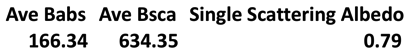 Ave Babs Ave Bsca Single Scattering Albedo
166.34 634.35 0.79